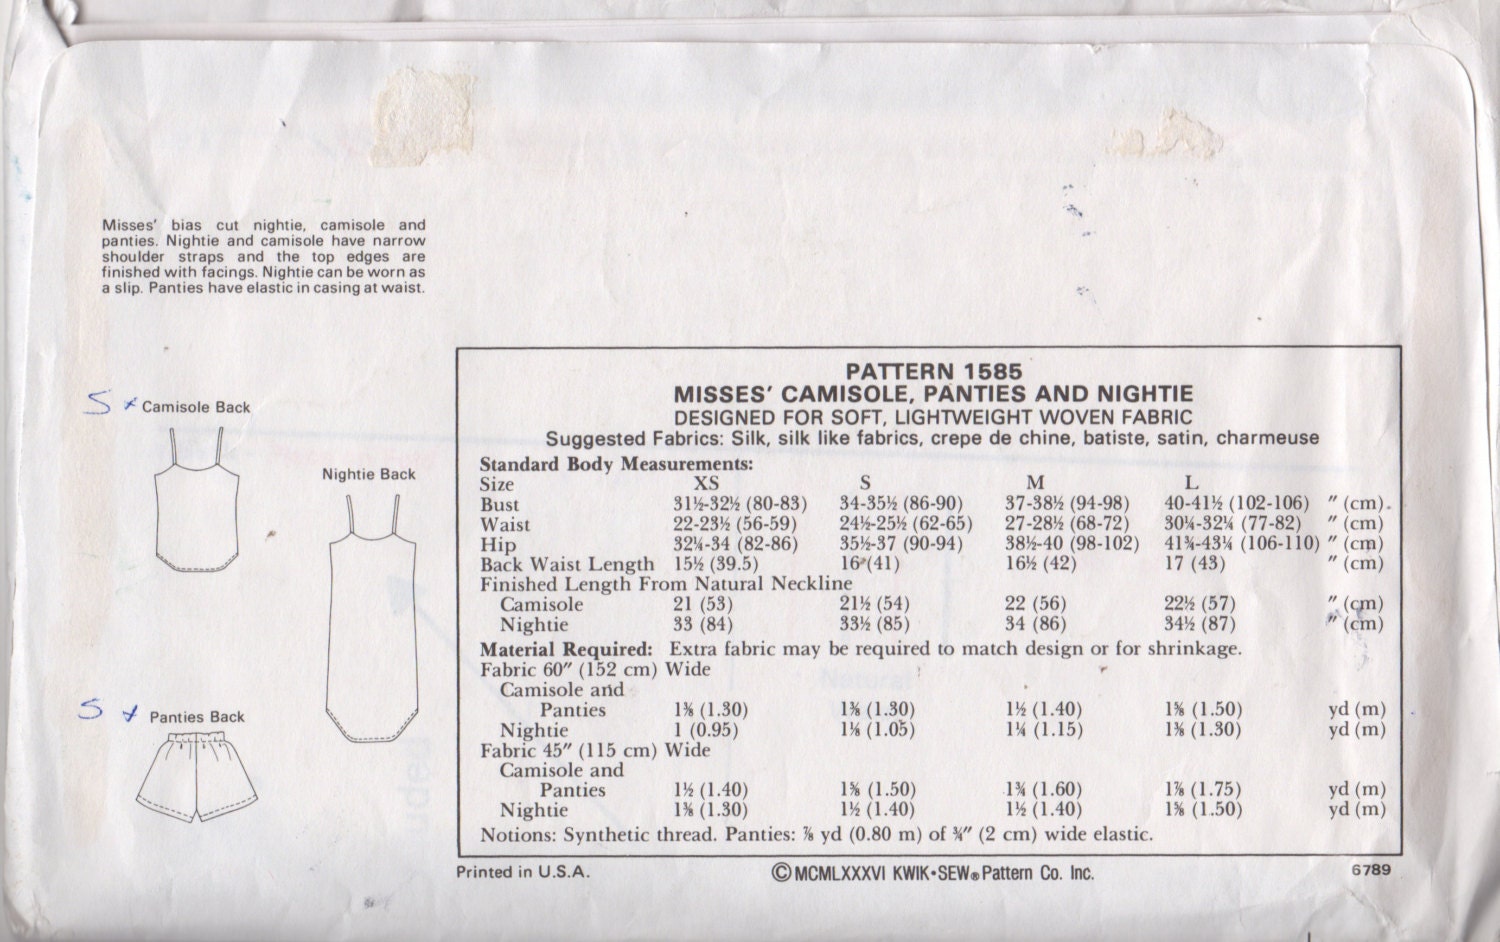 Misses' bias cut nightie, camisole and
panties. Nightie and camisole have narrow
shoulder straps and the top edges are
finished with facings. Nightie can be worn as
a slip. Panties have elastic in casing at waist.
S x Camisole Back
Nightie Back
S x Panties Back
PATTERN 1585
MISSES' CAMISOLE, PANTIES AND NIGHTIE
DESIGNED FOR SOFT, LIGHTWEIGHT WOVEN FABRIC
Suggested Fabrics: Silk, silk like fabrics, crepe de chine, batiste, satin, charmeuse
Standard Body Measurements:
Size XS S M L
Bust 31½-32½ (80-83) 34-35½ (86-90) 37-38½ (94-98) 40-41½ (102-106) " (cm)
Waist 22-23½ (56-59) 24½-25½ (62-65) 27-28½ (68-72) 30¼-32¼ (77-82) " (cm)
Hip 32¼-34 (82-86) 35½-37 (90-94) 38½-40 (98-102) 41¾-43¼ (106-110) " (cm)
Back Waist Length 15½ (39.5) 16 (41) 16½ (42) 17 (43) " (cm)
Finished Length From Natural Neckline
Camisole 21 (53) 21½ (54) 22 (56) 22½ (57) " (cm)
Nightie 33 (84) 33½ (85) 34 (86) 34½ (87) " (cm)
Material Required: Extra fabric may be required to match design or for shrinkage.
Fabric 60" (152 cm) Wide
Camisole and
Panties 1⅜ (1.30) 1⅜ (1.30) 1½ (1.40) 1⅝ (1.50) yd (m)
Nightie 1 (0.95) 1⅛ (1.05) 1¼ (1.15) 1⅜ (1.30) yd (m)
Fabric 45" (115 cm) Wide
Camisole and
Panties 1½ (1.40) 1⅝ (1.50) 1¾ (1.60) 1⅞ (1.75) yd (m)
Nightie 1⅜ (1.30) 1½ (1.40) 1½ (1.40) 1⅝ (1.50) yd (m)
Notions: Synthetic thread. Panties: ⅞ yd (0.80 m) of ¾" (2 cm) wide elastic.
Printed in U.S.A. © MCMLXXXVI KWIK•SEW® Pattern Co. Inc. 6789